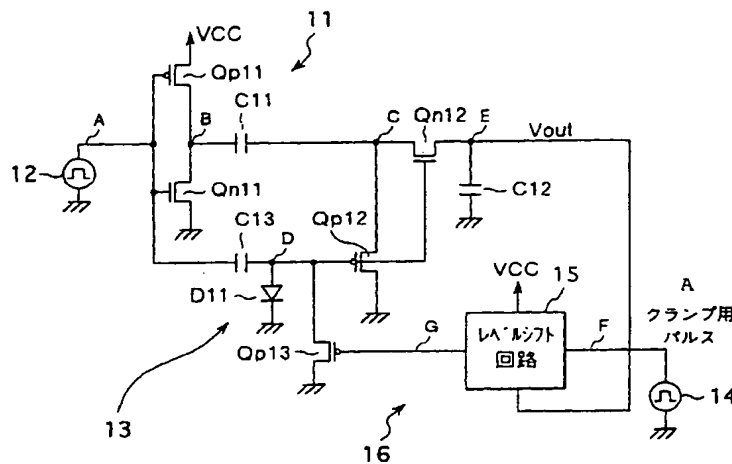 11
VCC
Qp11
C11
Qn12
A
B
C
E
Vout
12
Qn11
C12
C13
Qp12
D
VCC
15
A
D11
クランプ用
パルス
レベルシフト
回路
G
F
Qp13
14
13
16